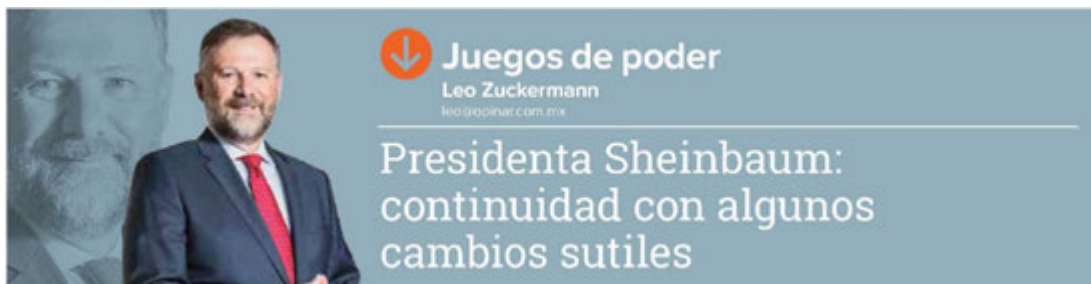 Juegos de poder
Leo Zuckermann
leo@opinar.com.mx
Presidenta Sheinbaum:
continuidad con algunos
cambios sutiles